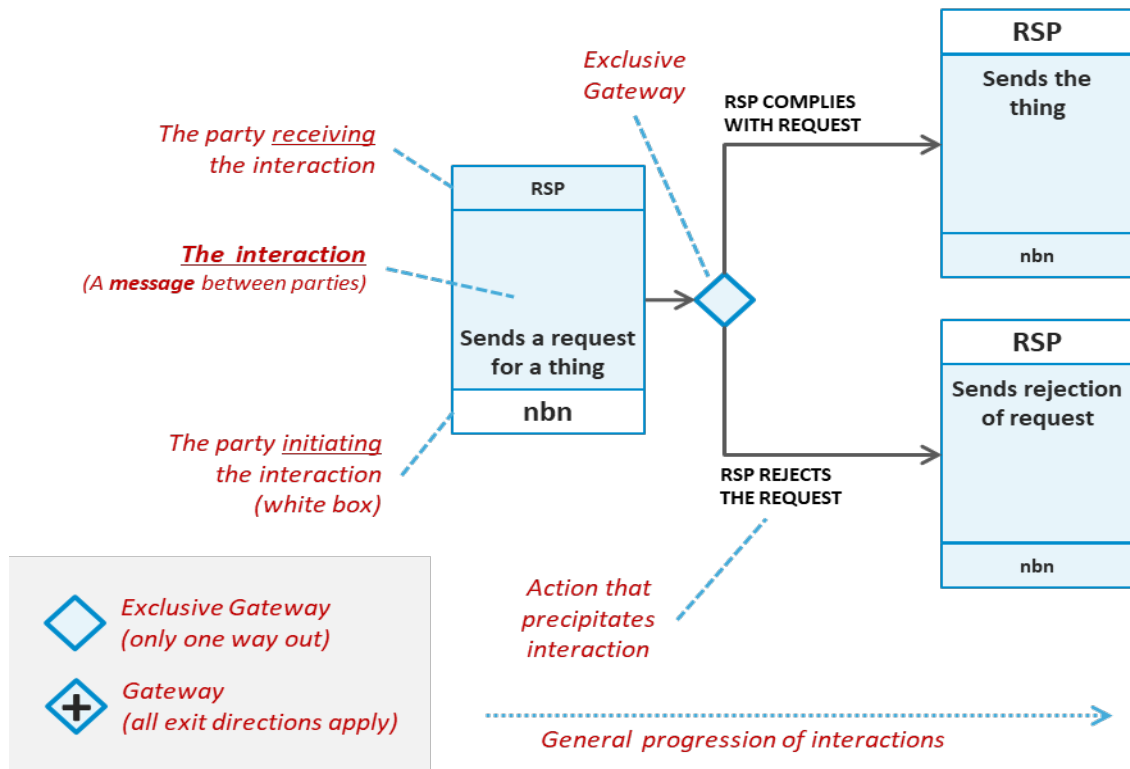 RSP
Sends the
thing
nbn
Exclusive
Gateway
RSP COMPLIES
WITH REQUEST
The party receiving
the interaction
RSP
The interaction
(A message between parties)
Sends a request
for a thing
nbn
RSP
Sends rejection
of request
nbn
The party initiating
the interaction
(white box)
RSP REJECTS
THE REQUEST
Action that
precipitates
interaction
Exclusive Gateway
(only one way out)
Gateway
(all exit directions apply)
General progression of interactions